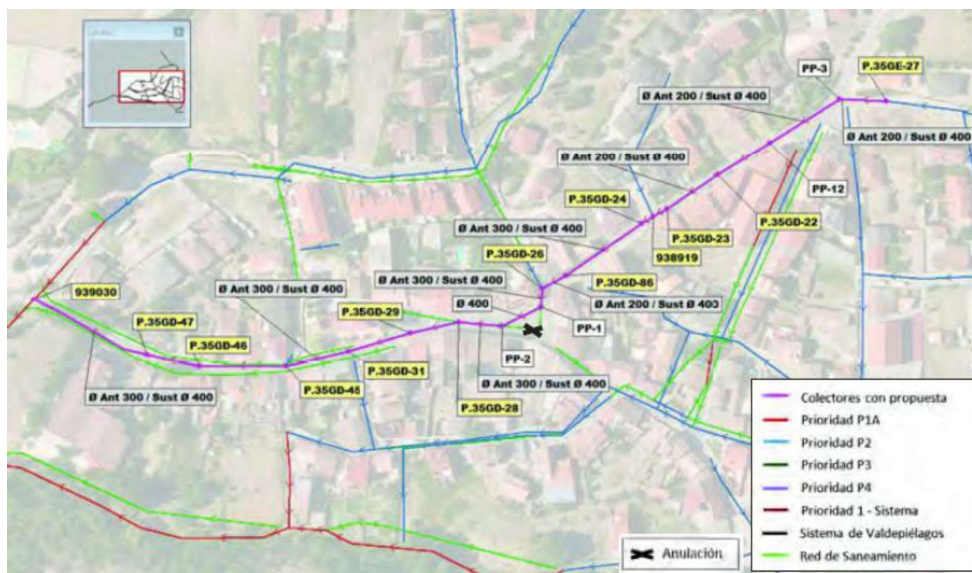 PP-3
P.35GE-27
Ø Ant 200 / Sust Ø 400
Ø Ant 200 / Sust Ø 400
Ø Ant 200 / Sust Ø 400
PP-12
P.35GD-24
P.35GD-22
Ø Ant 300 / Sust Ø 400
P.35GD-23
P.35GD-26
938919
Ø Ant 300 / Sust Ø 400
P.35GD-86
939030
Ø Ant 300 / Sust Ø 400
Ø 400
Ø Ant 200 / Sust Ø 400
P.35GD-29
PP-1
P.35GD-47
P.35GD-46
PP-2
P.35GD-31
Ø Ant 300 / Sust Ø 400
P.35GD-45
Ø Ant 300 / Sust Ø 400
P.35GD-28
Colectores con propuesta
Prioridad P1A
Prioridad P2
Prioridad P3
Prioridad P4
Prioridad 1 - Sistema
Sistema de Valdepiélagos
Red de Saneamiento
Anulación